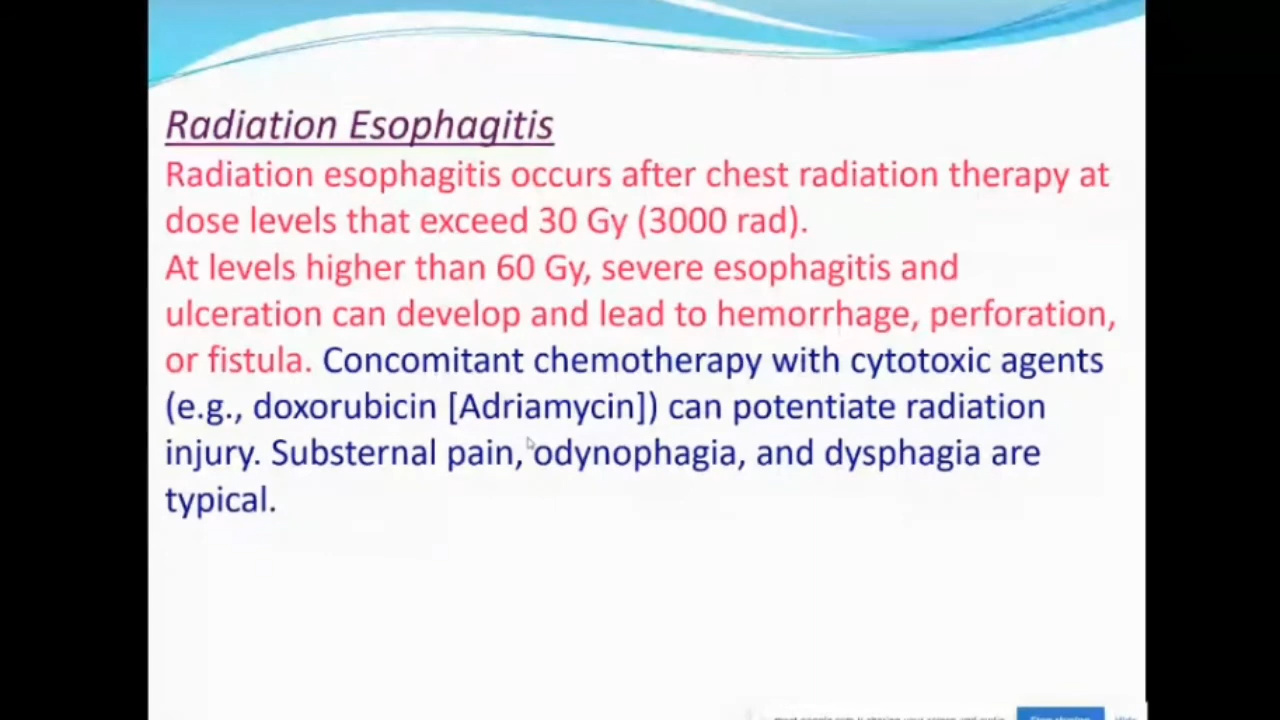 Radiation Esophagitis
Radiation esophagitis occurs after chest radiation therapy at
dose levels that exceed 30 Gy (3000 rad).
At levels higher than 60 Gy, severe esophagitis and
ulceration can develop and lead to hemorrhage, perforation,
or fistula. Concomitant chemotherapy with cytotoxic agents
(e.g., doxorubicin [Adriamycin]) can potentiate radiation
injury. Substernal pain, odynophagia, and dysphagia are
typical.